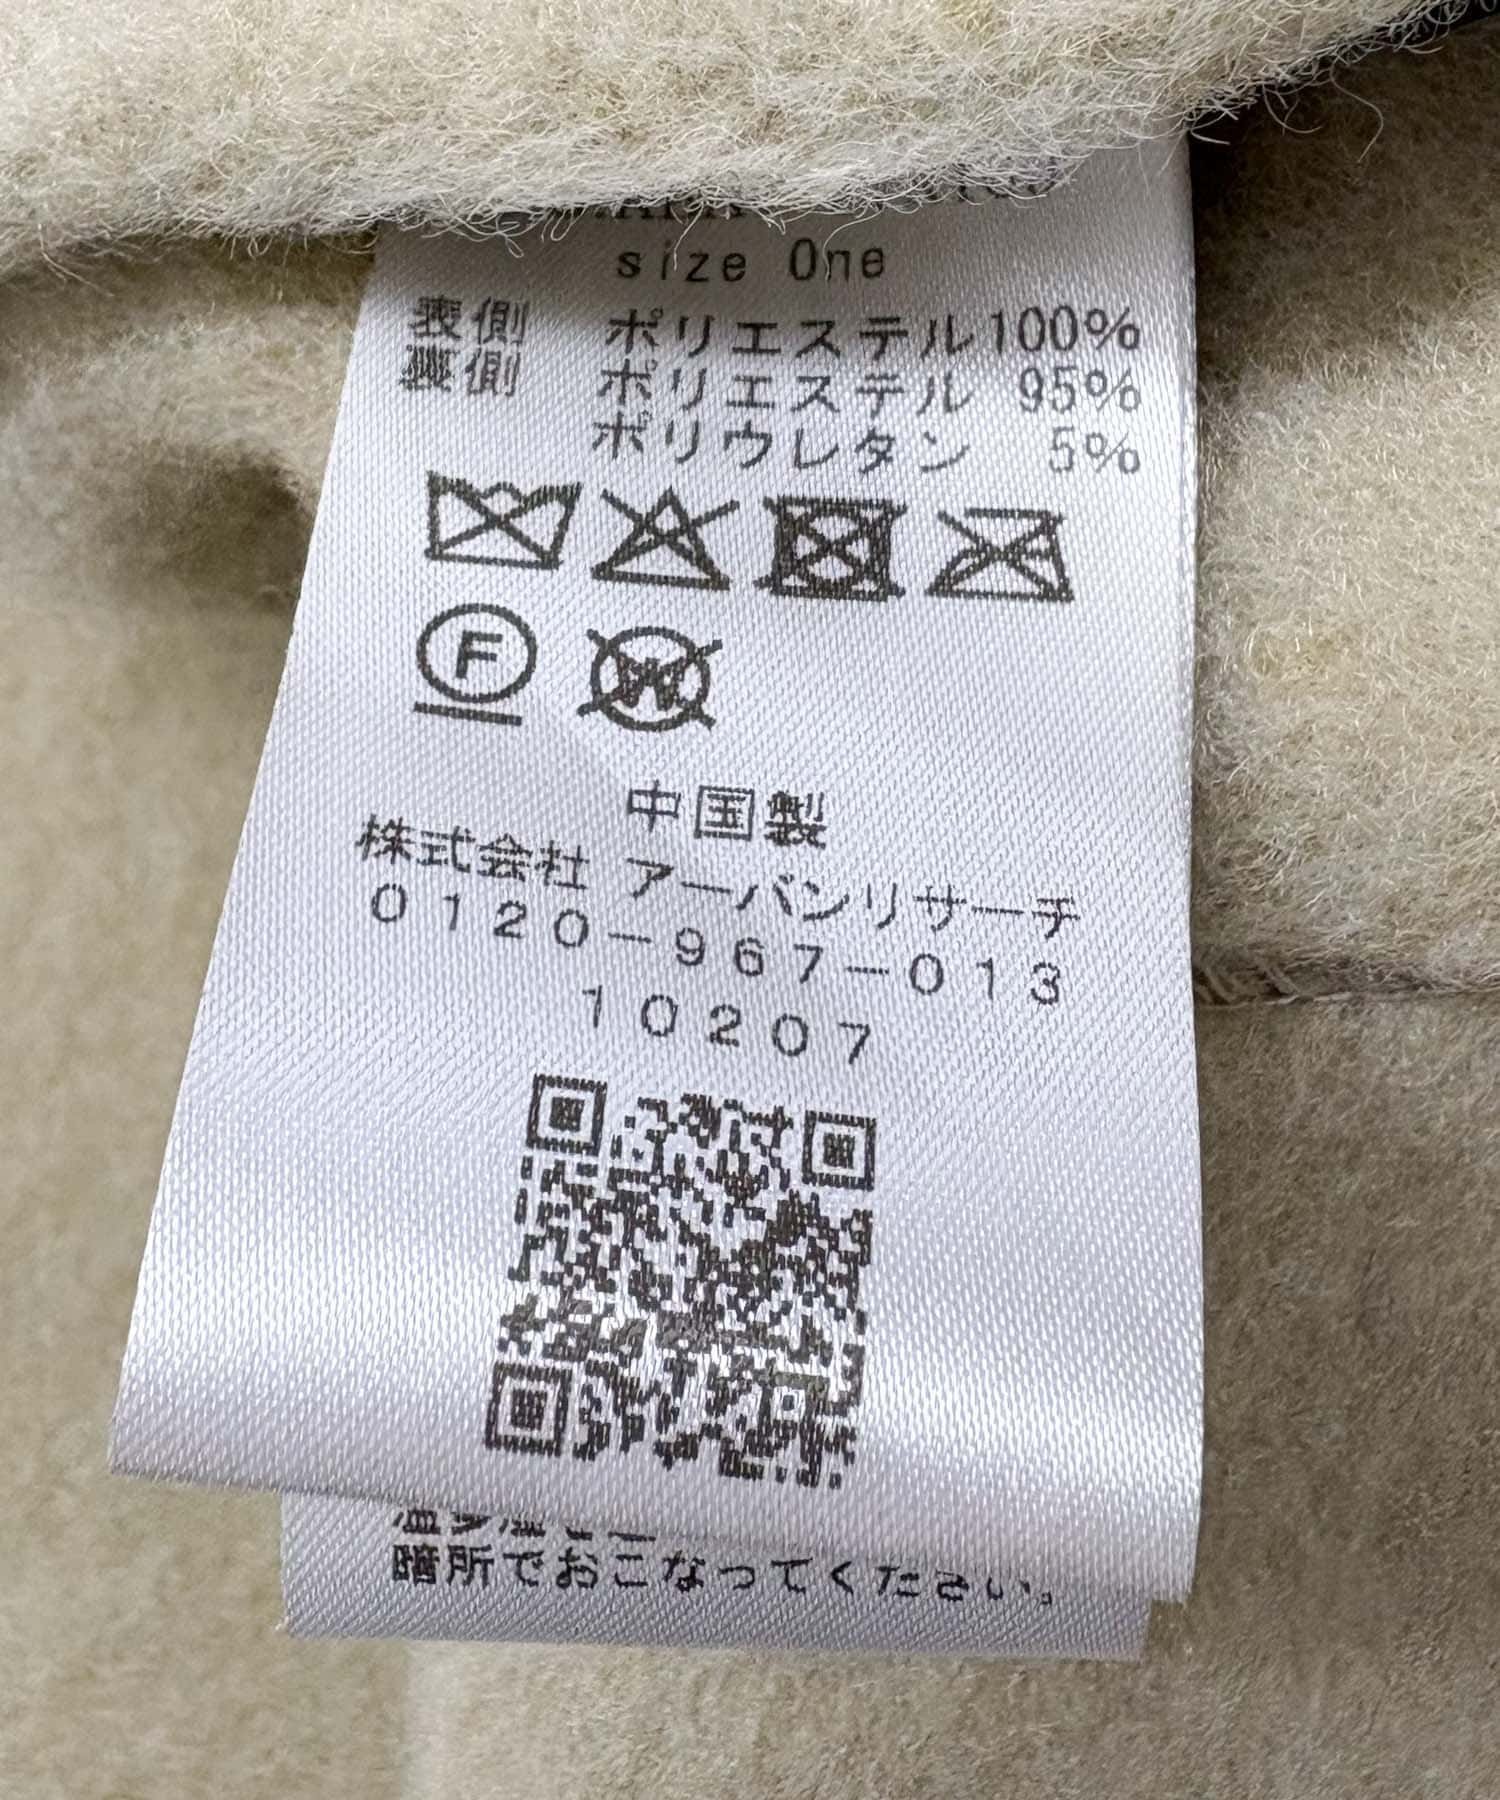 size One
表側 ポリエステル100%
裏側 ポリエステル 95%
ポリウレタン 5%
F
W
中国製
株式会社 アーバンリサーチ
0120-967-013
10207
暗所でおこなってください。